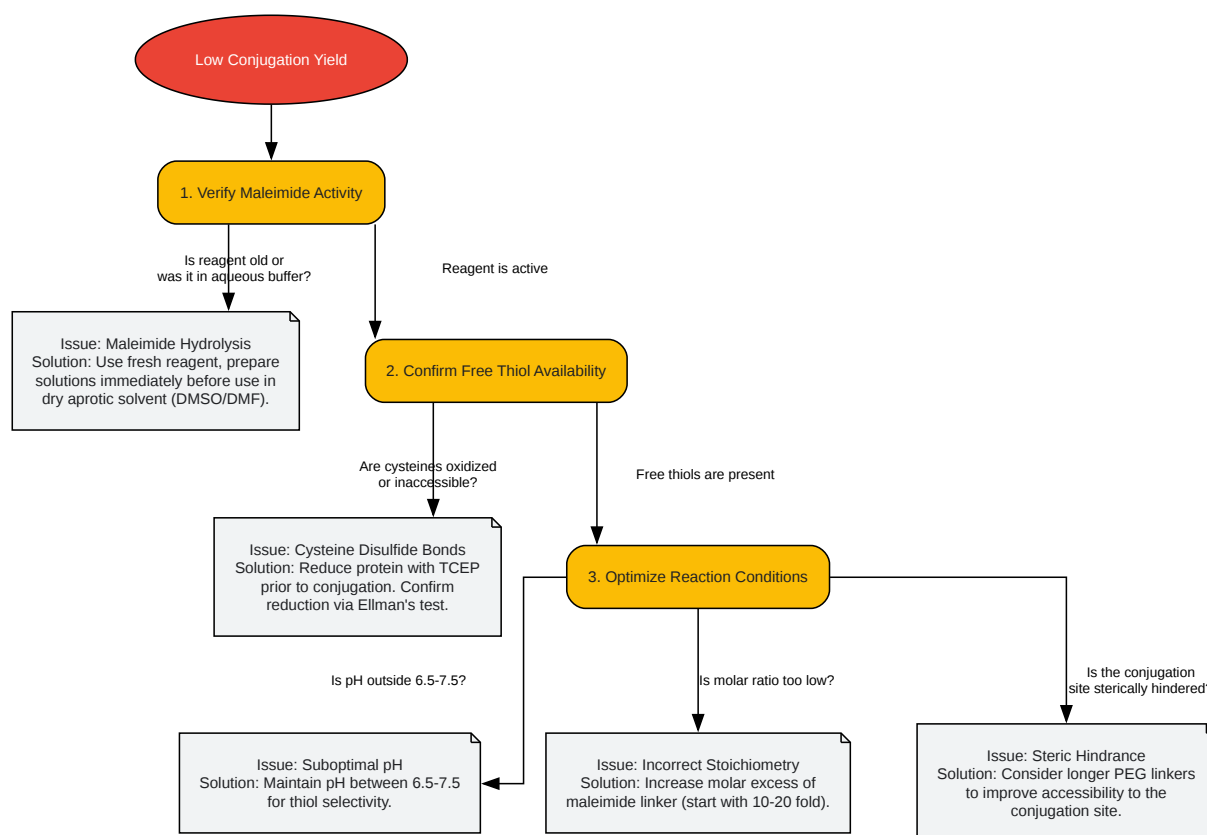 Low Conjugation Yield
1. Verify Maleimide Activity
Is reagent old or
was it in aqueous buffer?
Reagent is active
Issue: Maleimide Hydrolysis
Solution: Use fresh reagent, prepare
solutions immediately before use in
dry aprotic solvent (DMSO/DMF).
2. Confirm Free Thiol Availability
Are cysteines oxidized
or inaccessible?
Free thiols are present
Issue: Cysteine Disulfide Bonds
Solution: Reduce protein with TCEP
prior to conjugation. Confirm
reduction via Ellman's test.
3. Optimize Reaction Conditions
Is pH outside 6.5-7.5?
Is molar ratio too low?
Is the conjugation
site sterically hindered?
Issue: Suboptimal pH
Solution: Maintain pH between 6.5-7.5
for thiol selectivity.
Issue: Incorrect Stoichiometry
Solution: Increase molar excess of
maleimide linker (start with 10-20 fold).
Issue: Steric Hindrance
Solution: Consider longer PEG linkers
to improve accessibility to the
conjugation site.